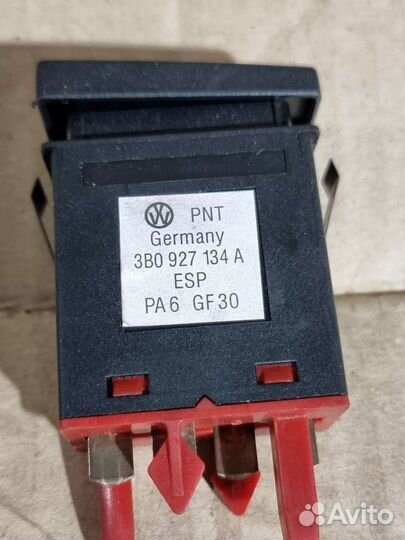 PNT
Germany
3B0 927 134 A
ESP
PA6 GF30
Avito